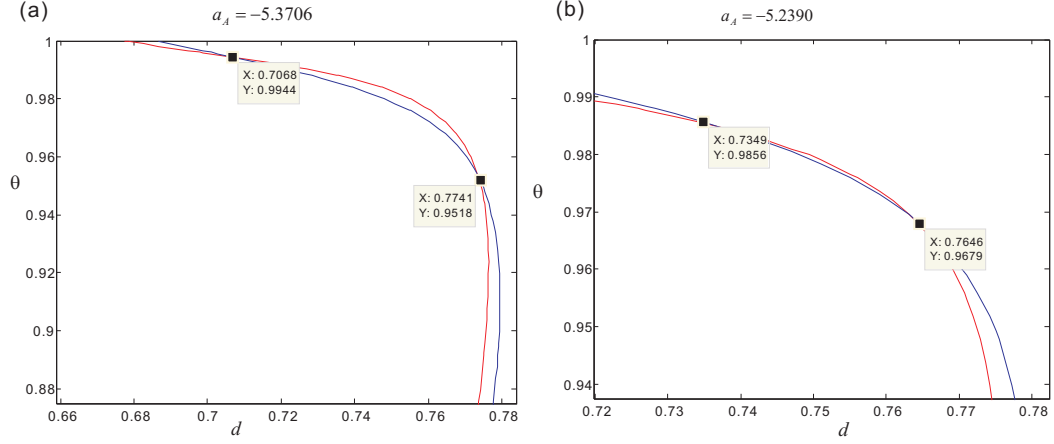 (a)
a_A = −5.3706
1
0.98
0.96
0.94
0.92
0.9
0.88
θ
X: 0.7068
Y: 0.9944
X: 0.7741
Y: 0.9518
0.66
0.68
0.7
0.72
0.74
0.76
0.78
d
(b)
a_A = −5.2390
1
0.99
0.98
0.97
0.96
0.95
0.94
θ
X: 0.7349
Y: 0.9856
X: 0.7646
Y: 0.9679
0.72
0.73
0.74
0.75
0.76
0.77
0.78
d